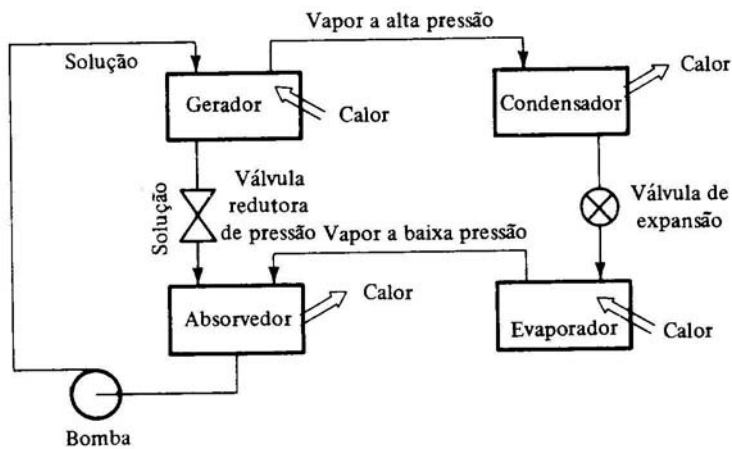 Vapor a alta pressão
Solução
Calor
Gerador
Calor
Condensador
Solução
Válvula
redutora
de pressão
Válvula de
expansão
Vapor a baixa pressão
Absorvedor
Calor
Evaporador
Calor
Bomba